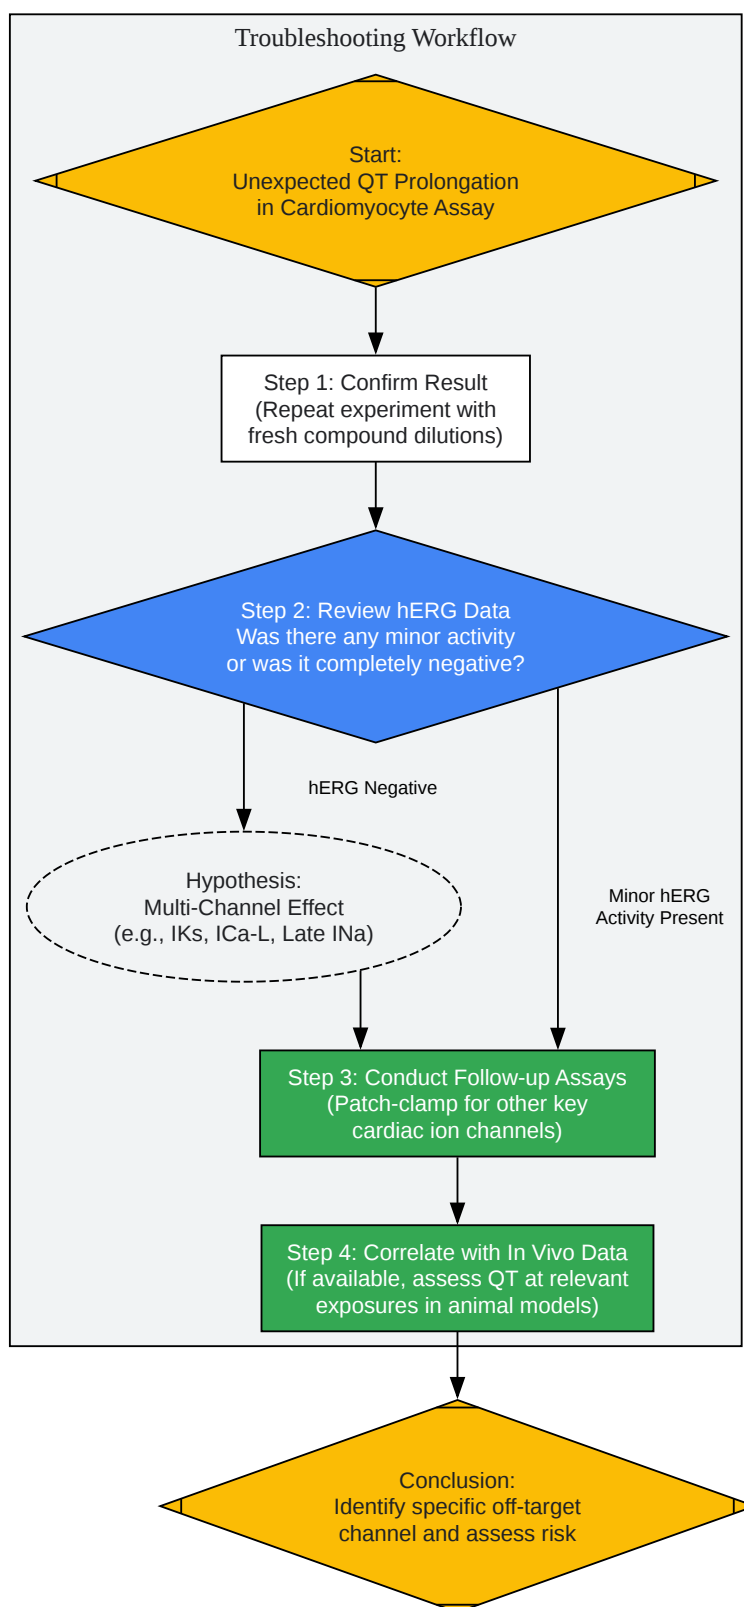 Troubleshooting Workflow
Start:
Unexpected QT Prolongation
in Cardiomyocyte Assay
Step 1: Confirm Result
(Repeat experiment with
fresh compound dilutions)
Step 2: Review hERG Data
Was there any minor activity
or was it completely negative?
hERG Negative
Hypothesis:
Multi-Channel Effect
(e.g., IKs, ICa-L, Late INa)
Minor hERG
Activity Present
Step 3: Conduct Follow-up Assays
(Patch-clamp for other key
cardiac ion channels)
Step 4: Correlate with In Vivo Data
(If available, assess QT at relevant
exposures in animal models)
Conclusion:
Identify specific off-target
channel and assess risk